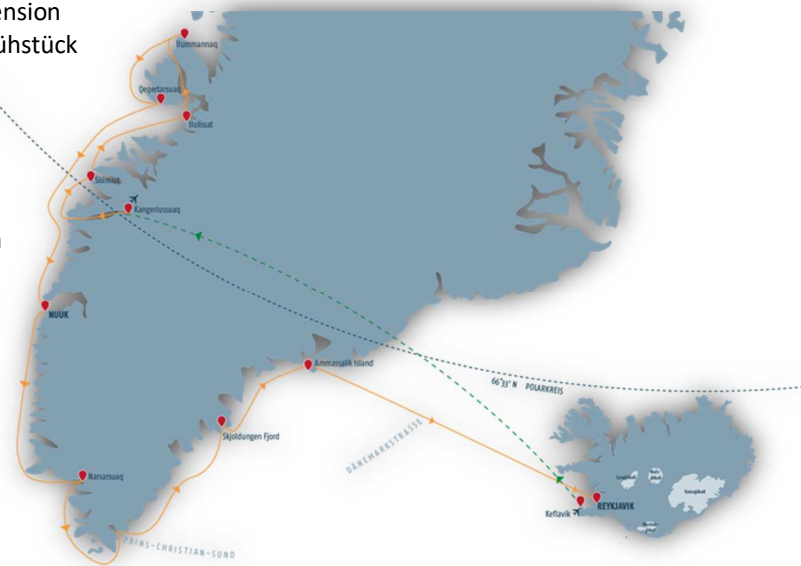 ension
ühstück
Uummannaq
Qeqertarsuaq
Ilulissat
Sisimiut
Kangerlussuaq
NUUK
Ammassalik Island
66°33' N POLARKREIS
Skjoldungen Fjord
DÄNEMARKSTRASSE
Narsarsuaq
Keflavik
REYKJAVIK
PRINS-CHRISTIAN-SUND